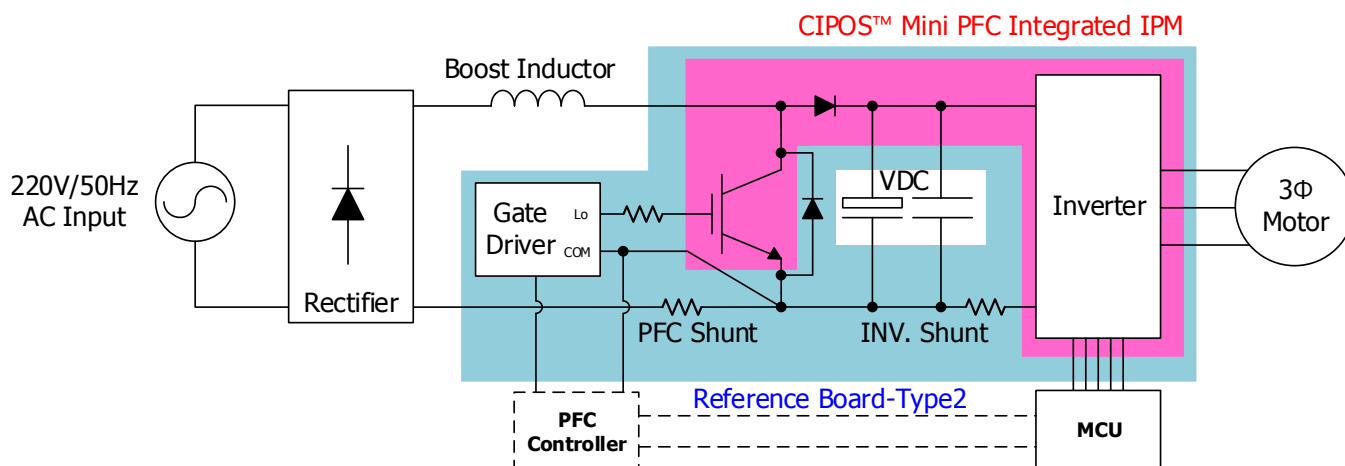 CIPOS™ Mini PFC Integrated IPM
Boost Inductor
220V/50Hz
AC Input
Rectifier
Gate
Driver
Lo
COM
VDC
Inverter
3Φ
Motor
PFC Shunt
INV. Shunt
Reference Board-Type2
PFC
Controller
MCU